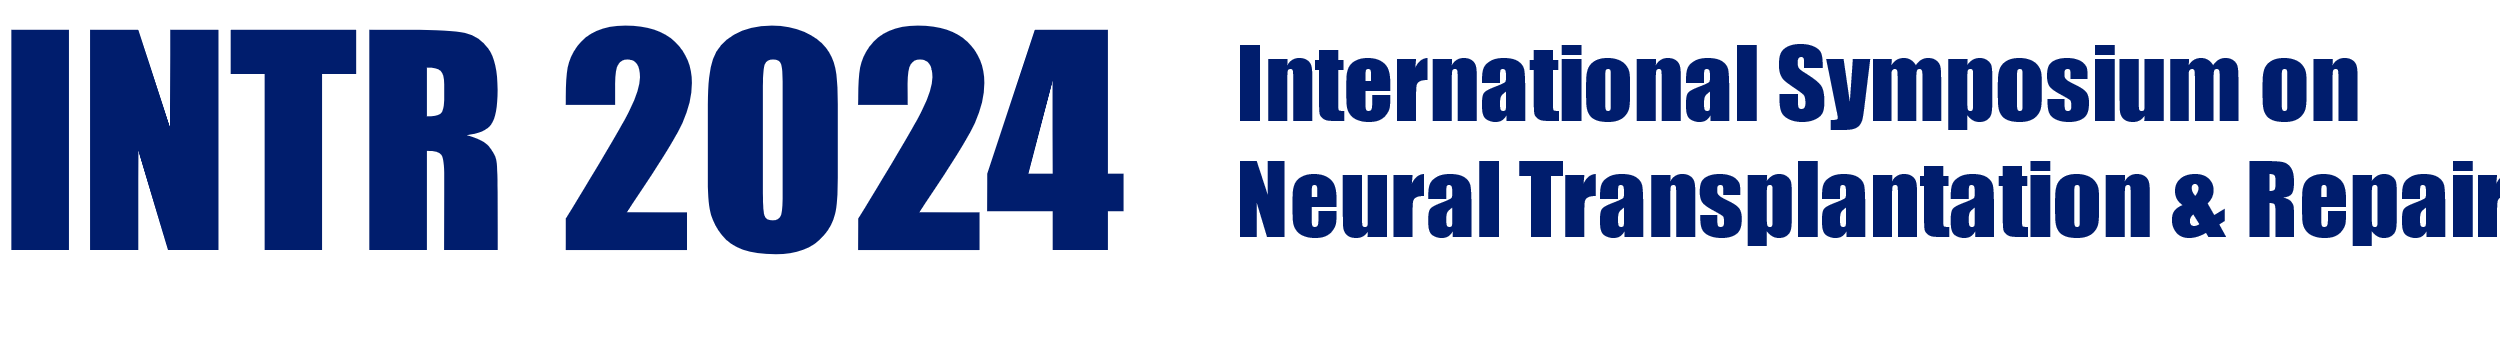 INTR 2024
International Symposium on
Neural Transplantation & Repair